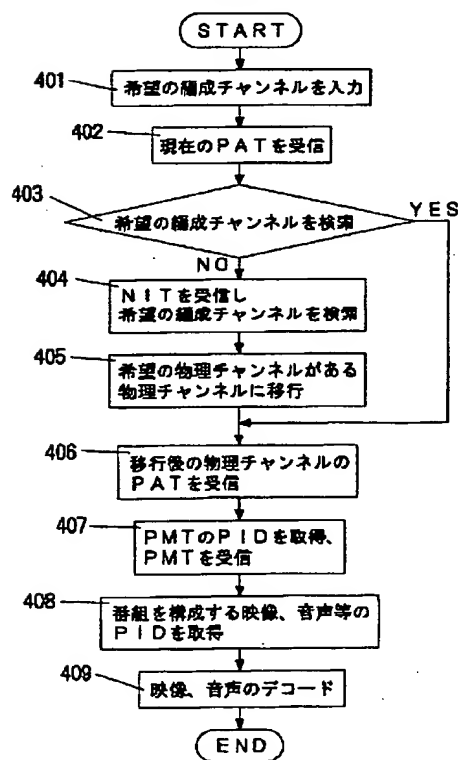 START
401
希望の編成チャンネルを入力
402
現在のPATを受信
403
希望の編成チャンネルを検索
YES
NO
404
NITを受信し
希望の編成チャンネルを検索
405
希望の物理チャンネルがある
物理チャンネルに移行
406
移行後の物理チャンネルの
PATを受信
407
PMTのPIDを取得、
PMTを受信
408
番組を構成する映像、音声等の
PIDを取得
409
映像、音声のデコード
END